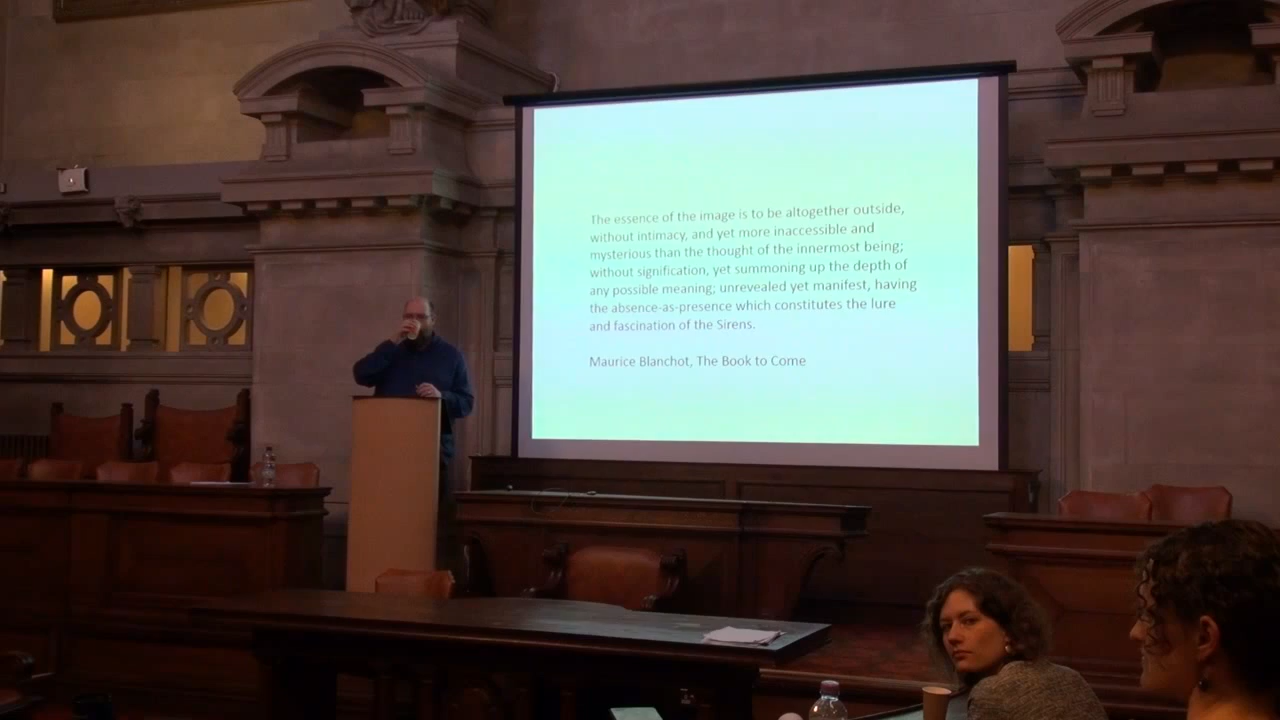 The essence of the image is to be altogether outside,
without intimacy, and yet more inaccessible and
mysterious than the thought of the innermost being;
without signification, yet summoning up the depth of
any possible meaning; unrevealed yet manifest, having
the absence-as-presence which constitutes the lure
and fascination of the Sirens.
Maurice Blanchot, The Book to Come